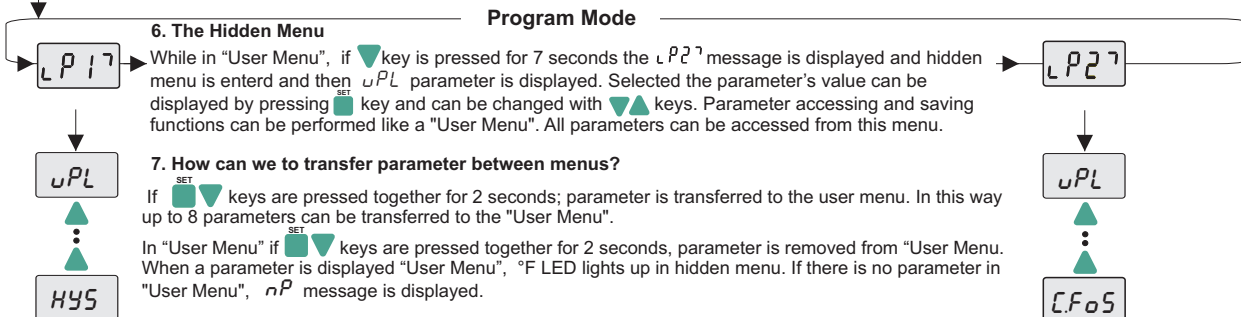 Program Mode
6. The Hidden Menu
LP17
While in “User Menu”, if key is pressed for 7 seconds the LP27 message is displayed and hidden
menu is enterd and then uPL parameter is displayed. Selected the parameter's value can be
displayed by pressing SET key and can be changed with keys. Parameter accessing and saving
functions can be performed like a "User Menu". All parameters can be accessed from this menu.
LP27
7. How can we to transfer parameter between menus?
If SET keys are pressed together for 2 seconds; parameter is transferred to the user menu. In this way
up to 8 parameters can be transferred to the "User Menu".
In “User Menu” if SET keys are pressed together for 2 seconds, parameter is removed from “User Menu.
When a parameter is displayed “User Menu”, °F LED lights up in hidden menu. If there is no parameter in
"User Menu", nP message is displayed.
uPL
HYS
uPL
C.FoS